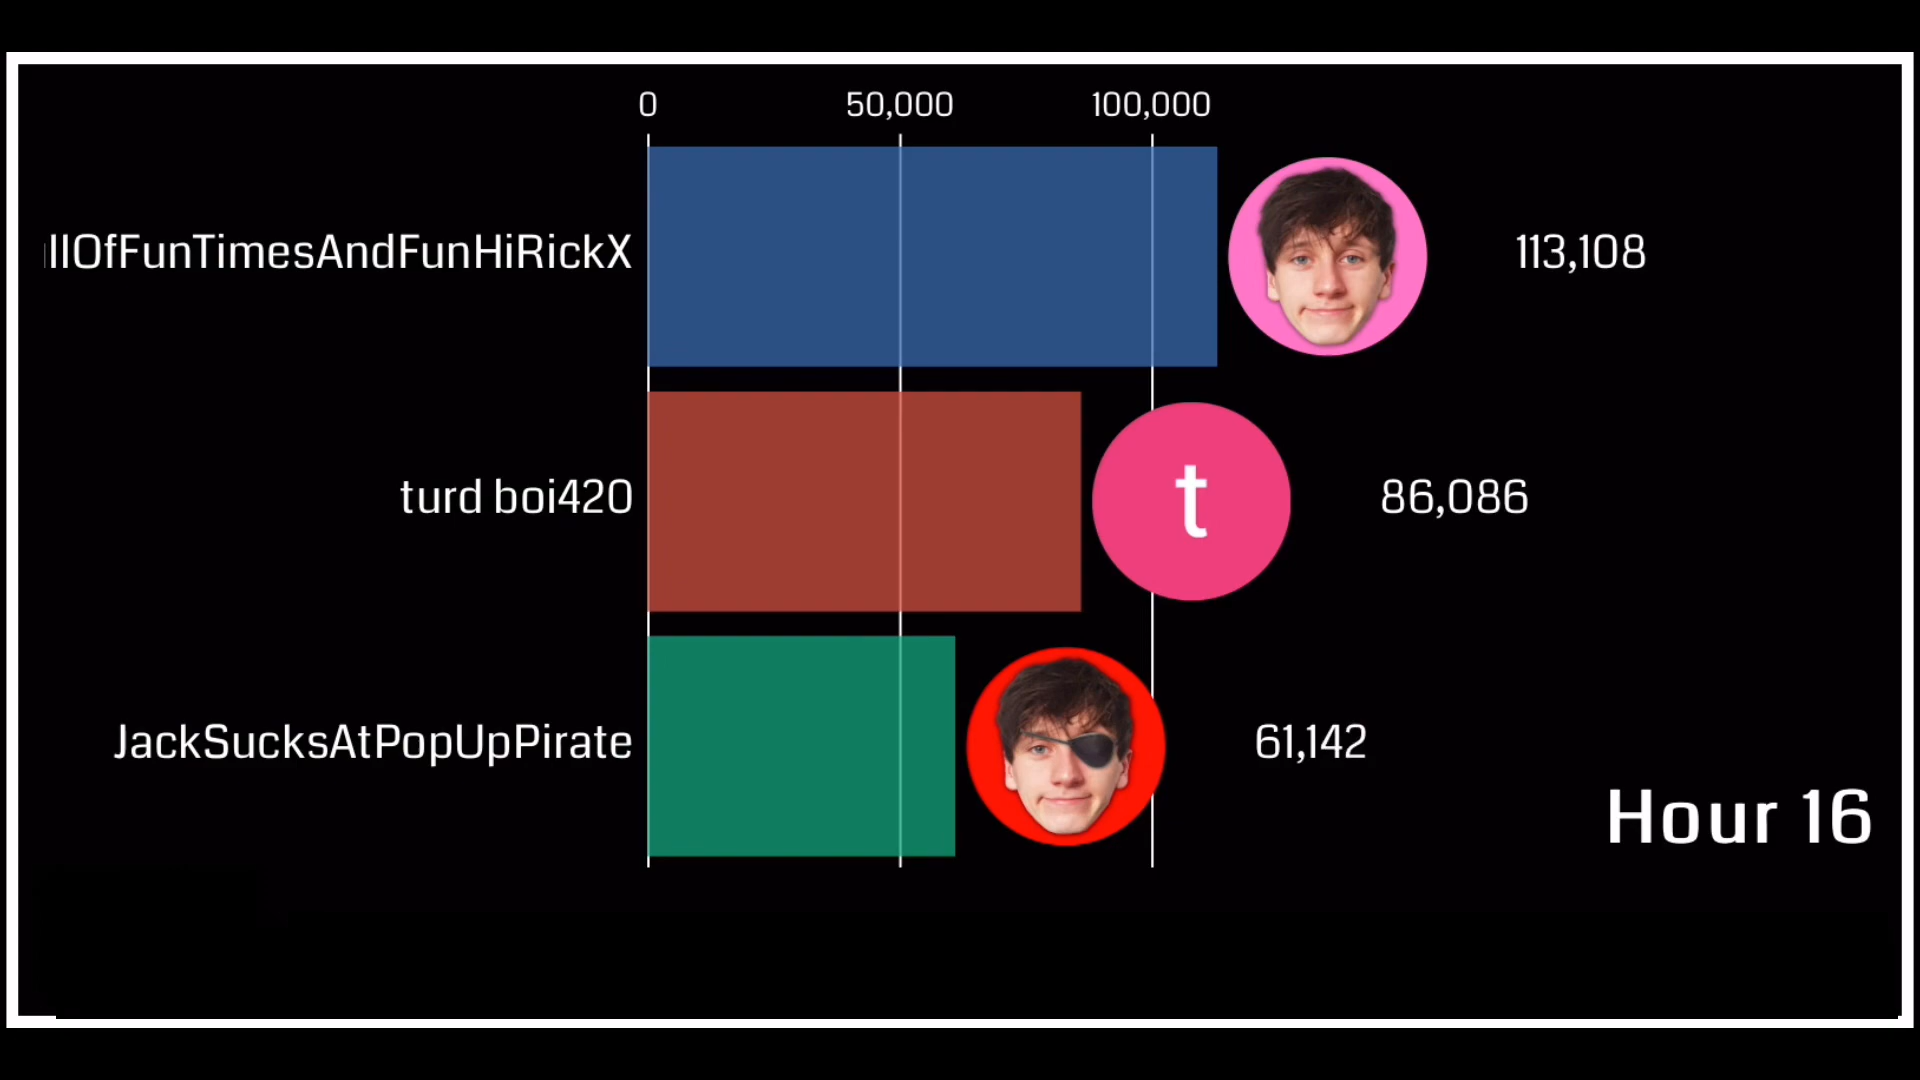 0 50,000 100,000
llOfFunTimesAndFunHiRickX 113,108
turd boi420 t 86,086
JackSucksAtPopUpPirate 61,142
Hour 16